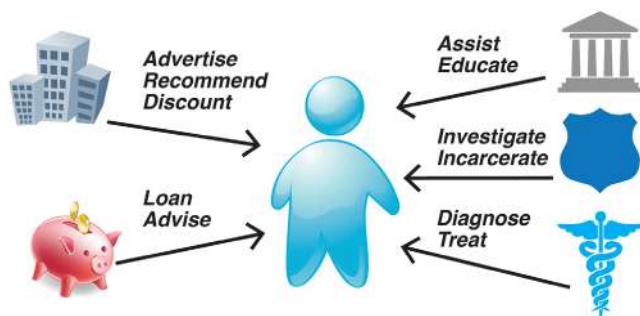 Advertise
Recommend
Discount
Assist
Educate
Investigate
Incarcerate
Loan
Advise
Diagnose
Treat